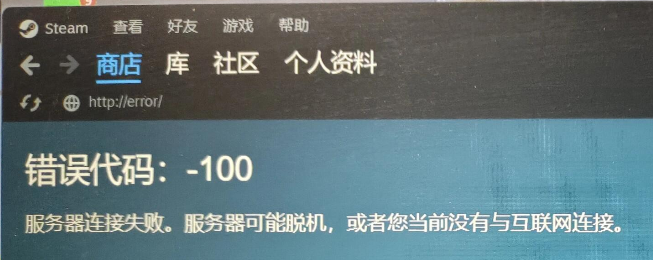 9
Steam 查看 好友 游戏 帮助
商店 库 社区 个人资料
http://error/
错误代码：-100
服务器连接失败。服务器可能脱机，或者您当前没有与互联网连接。